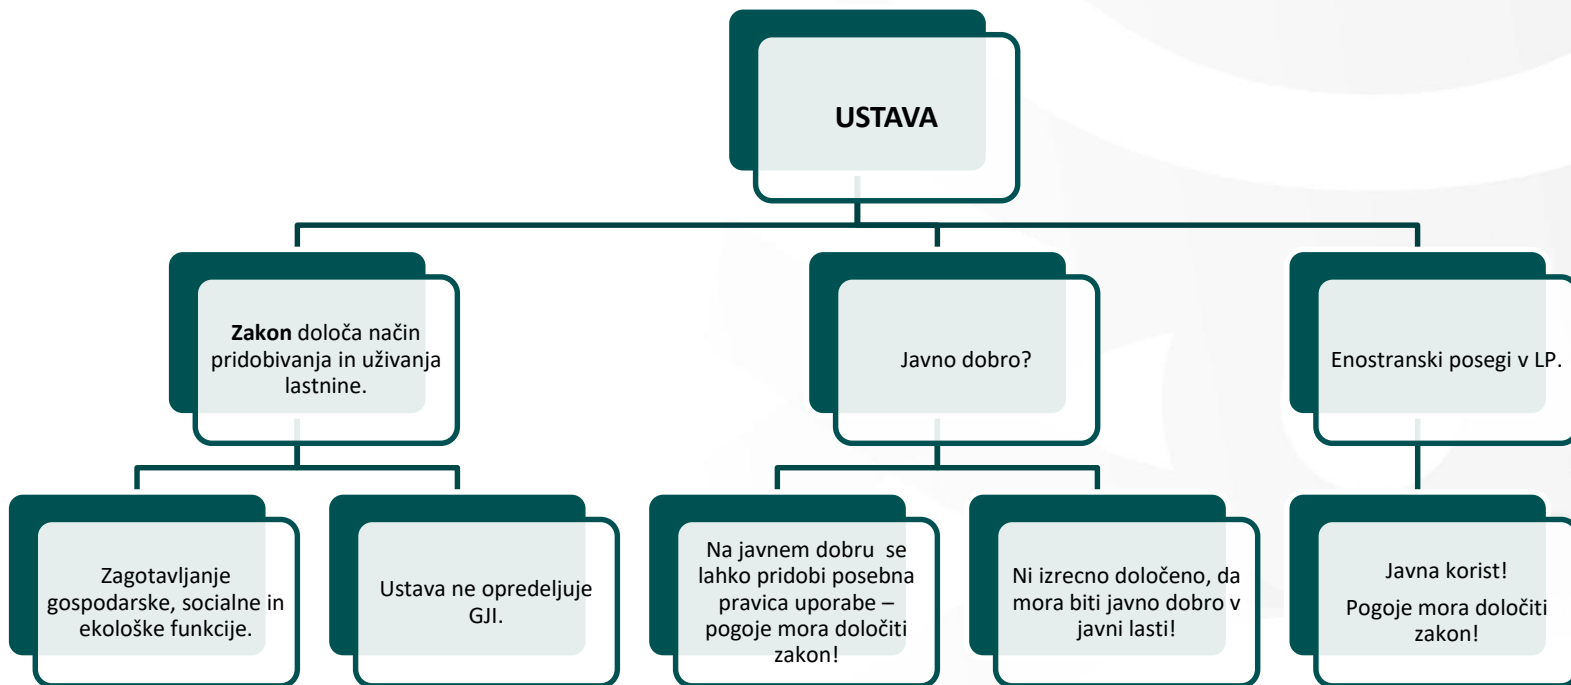 USTAVA
Zakon določa način
pridobivanja in uživanja
lastnine.
Javno dobro?
Enostranski posegi v LP.
Zagotavljanje
gospodarske, socialne in
ekološke funkcije.
Ustava ne opredeljuje
GJI.
Na javnem dobru se
lahko pridobi posebna
pravica uporabe –
pogoje mora določiti
zakon!
Ni izrecno določeno, da
mora biti javno dobro v
javni lasti!
Javna korist!
Pogoje mora določiti
zakon!